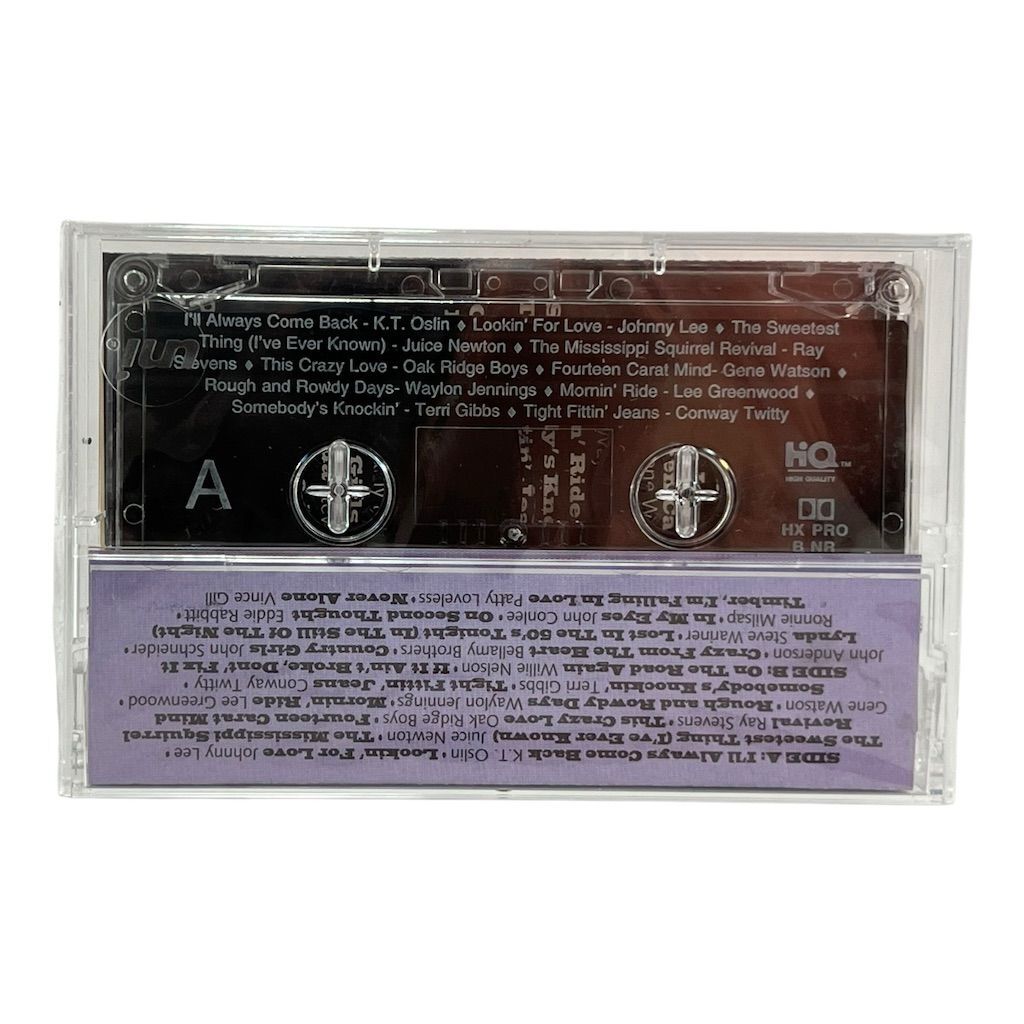 I'll Always Come Back - K.T. Oslin ♦ Lookin' For Love - Johnny Lee ♦ The Sweetest
Thing (I've Ever Known) - Juice Newton ♦ The Mississippi Squirrel Revival - Ray
Stevens ♦ This Crazy Love - Oak Ridge Boys ♦ Fourteen Carat Mind- Gene Watson ♦
Rough and Rowdy Days- Waylon Jennings ♦ Mornin' Ride - Lee Greenwood ♦
Somebody's Knockin' - Terri Gibbs ♦ Tight Fittin' Jeans - Conway Twitty
A
HiQ™
HIGH QUALITY
HX PRO
B NR
SIDE A: I'll Always Come Back K.T. Oslin • Lookin' For Love Johnny Lee •
The Sweetest Thing (I've Ever Known) Juice Newton • The Mississippi Squirrel
Revival Ray Stevens • This Crazy Love Oak Ridge Boys • Fourteen Carat Mind
Gene Watson • Rough and Rowdy Days Waylon Jennings • Mornin' Ride Lee Greenwood
Somebody's Knockin' Terri Gibbs • Tight Fittin' Jeans Conway Twitty
SIDE B: On The Road Again Willie Nelson • If It Ain't Broke, Dont' Fix It
John Anderson • Crazy From The Heart Bellamy Brothers • Country Girls John Schneider •
Lynda Steve Wariner • Lost In The 50's Tonight (In The Still Of The Night)
Ronnie Milsap • In My Eyes John Conlee • On Second Thought Eddie Rabbitt •
Timber, I'm Falling In Love Patty Loveless • Never Alone Vince Gill